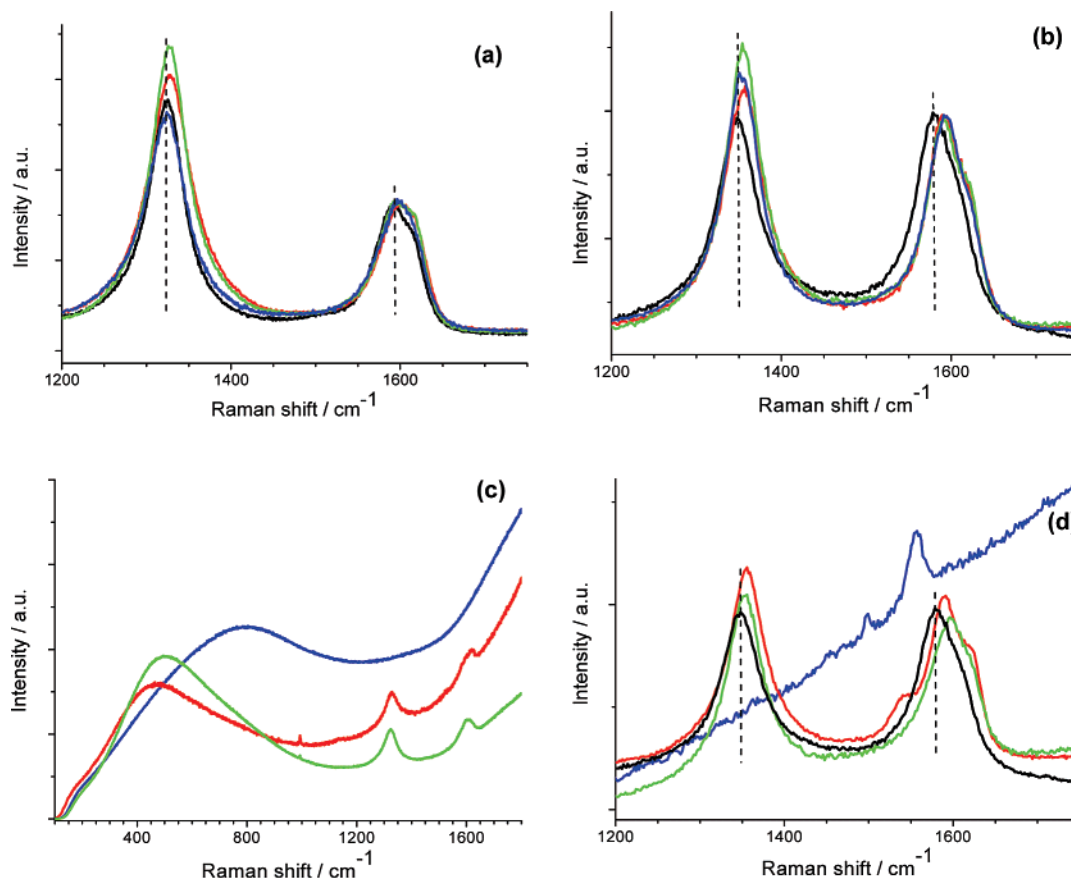 (a)
Intensity / a.u.
1200 1400 1600
Raman shift / cm-1
(b)
Intensity / a.u.
1200 1400 1600
Raman shift / cm-1
(c)
Intensity / a.u.
400 800 1200 1600
Raman shift / cm-1
(d
Intensity / a.u.
1200 1400 1600
Raman shift / cm-1